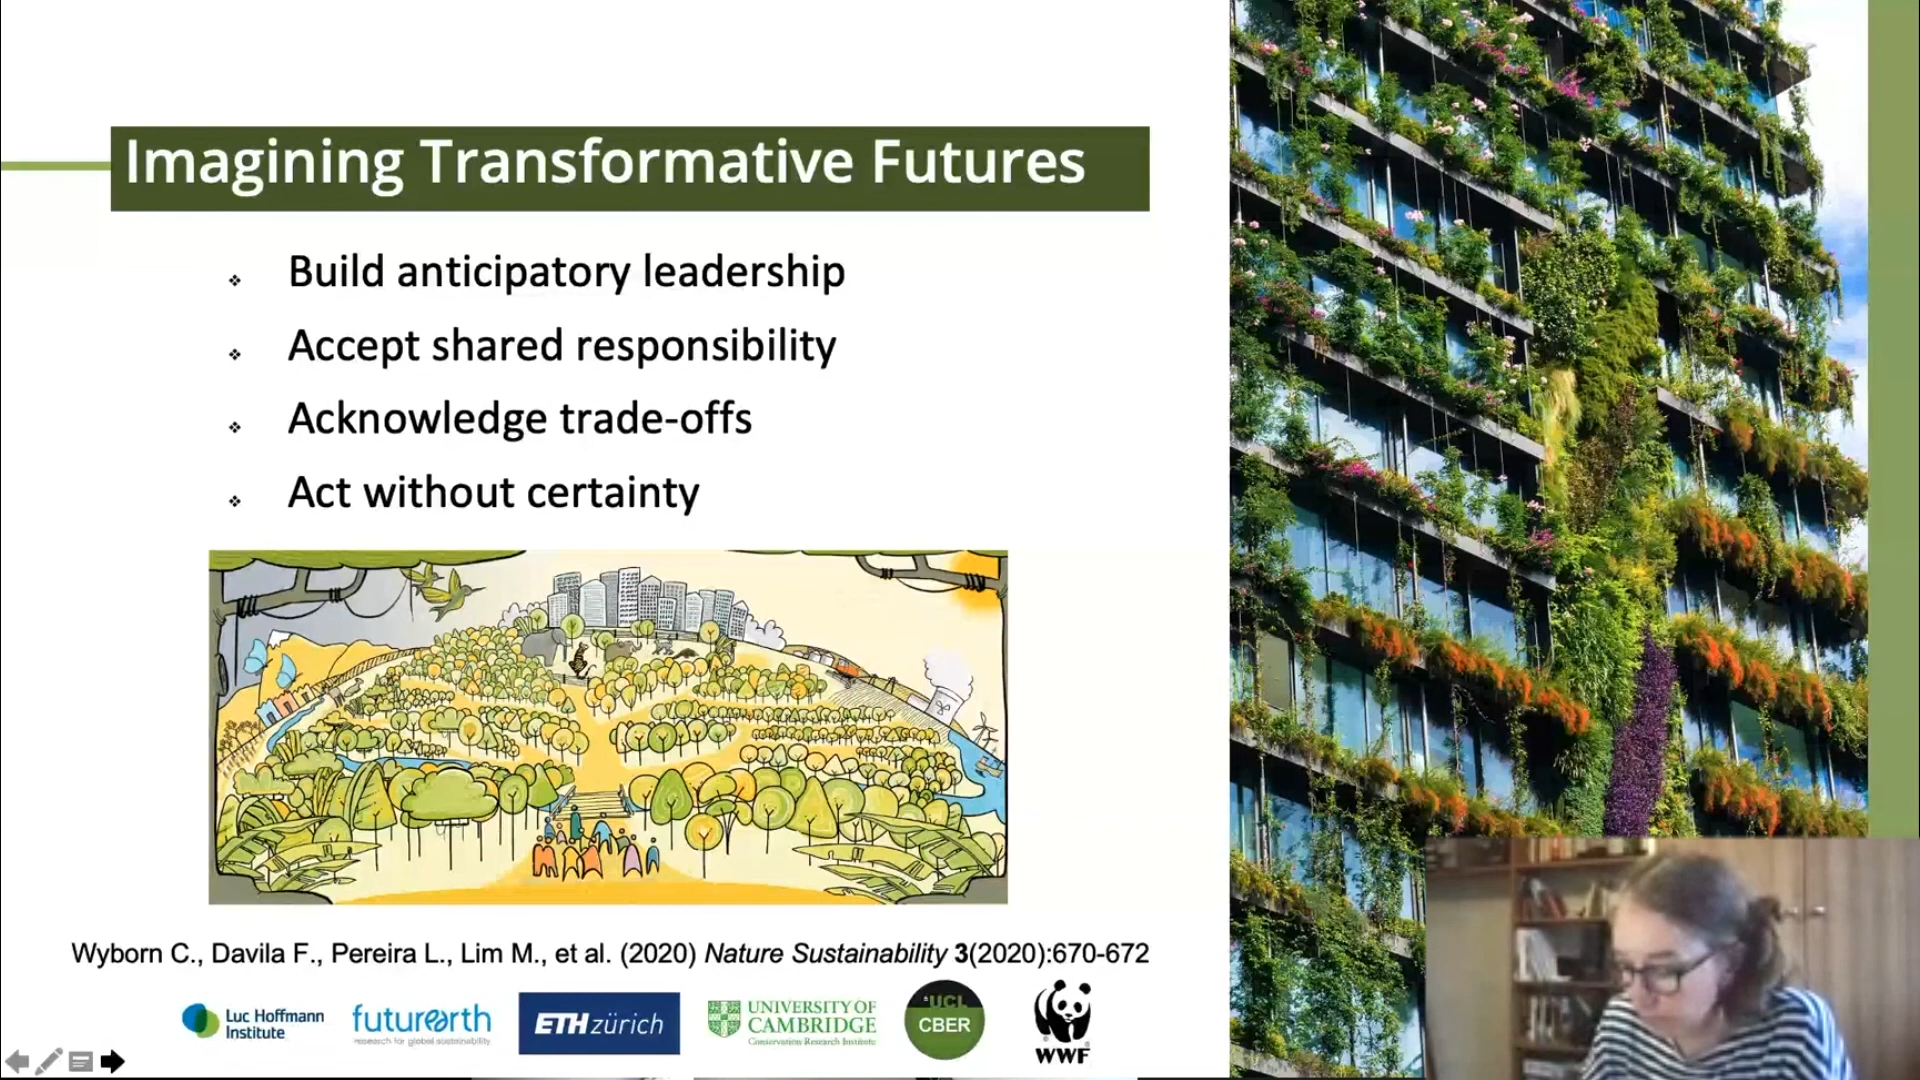 Imagining Transformative Futures
Build anticipatory leadership
Accept shared responsibility
Acknowledge trade-offs
Act without certainty
Wyborn C., Davila F., Pereira L., Lim M., et al. (2020) Nature Sustainability 3(2020):670-672
Luc Hoffmann
Institute
futurearth
research for global sustainability
ETH zürich
UNIVERSITY OF
CAMBRIDGE
Conservation Research Institute
UCL
CBER
WWF